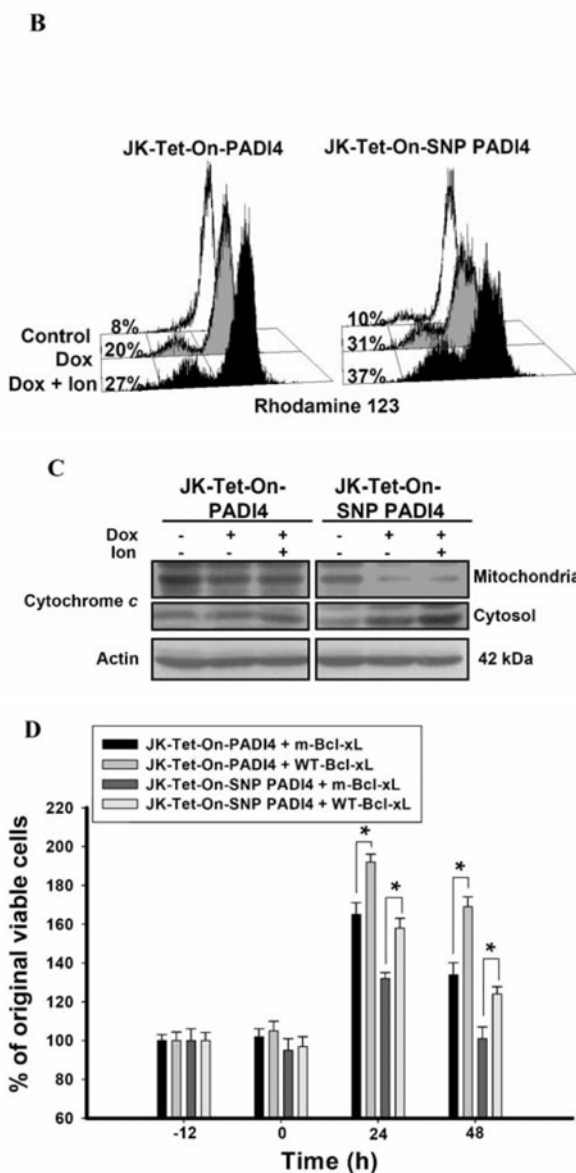 B
JK-Tet-On-PADI4 JK-Tet-On-SNP PADI4
Control 8% 10%
Dox 20% 31%
Dox + Ion 27% 37%
Rhodamine 123
C
JK-Tet-On- JK-Tet-On-
PADI4 SNP PADI4
Dox - + + - + +
Ion - - + - - +
Cytochrome c Mitochondria
Cytosol
Actin 42 kDa
D
JK-Tet-On-PADI4 + m-Bcl-xL
JK-Tet-On-PADI4 + WT-Bcl-xL
JK-Tet-On-SNP PADI4 + m-Bcl-xL
JK-Tet-On-SNP PADI4 + WT-Bcl-xL
% of original viable cells
220
200
180
160
140
120
100
80
60
* * * *
-12 0 24 48
Time (h)